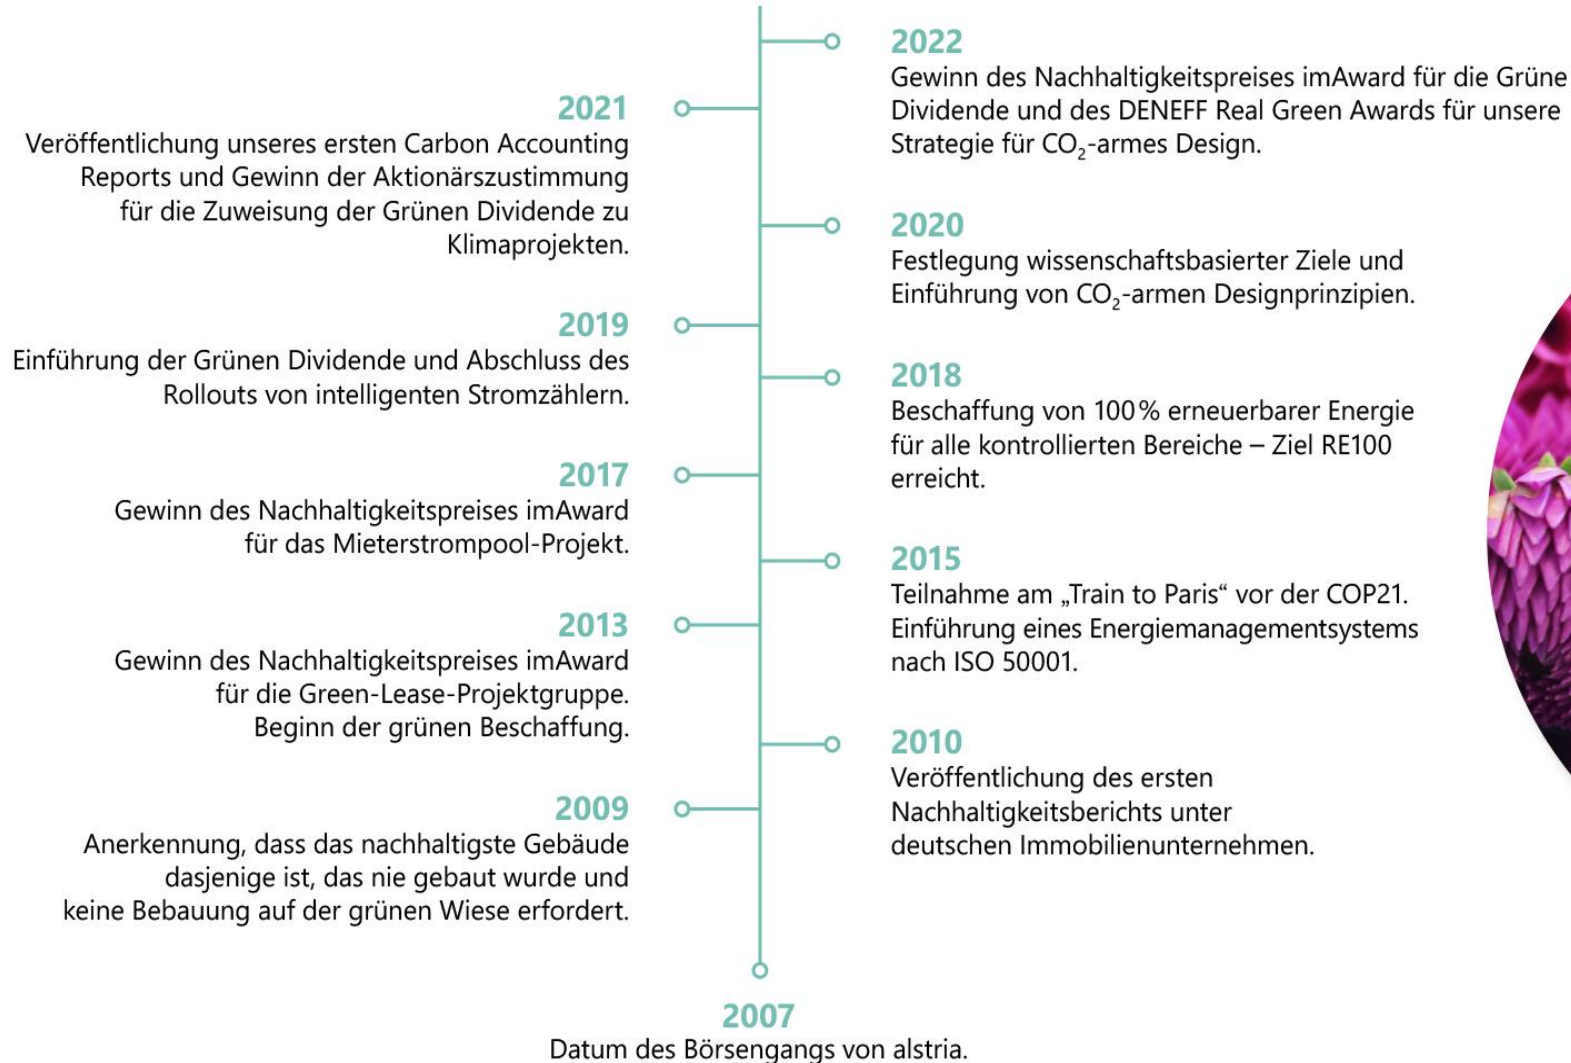 2022
Gewinn des Nachhaltigkeitspreises imAward für die Grüne
Dividende und des DENEFF Real Green Awards für unsere
Strategie für CO₂-armes Design.
2021
Veröffentlichung unseres ersten Carbon Accounting
Reports und Gewinn der Aktionärszustimmung
für die Zuweisung der Grünen Dividende zu
Klimaprojekten.
2020
Festlegung wissenschaftsbasierter Ziele und
Einführung von CO₂-armen Designprinzipien.
2019
Einführung der Grünen Dividende und Abschluss des
Rollouts von intelligenten Stromzählern.
2018
Beschaffung von 100 % erneuerbarer Energie
für alle kontrollierten Bereiche – Ziel RE100
erreicht.
2017
Gewinn des Nachhaltigkeitspreises imAward
für das Mieterstrompool-Projekt.
2015
Teilnahme am „Train to Paris“ vor der COP21.
Einführung eines Energiemanagementsystems
nach ISO 50001.
2013
Gewinn des Nachhaltigkeitspreises imAward
für die Green-Lease-Projektgruppe.
Beginn der grünen Beschaffung.
2010
Veröffentlichung des ersten
Nachhaltigkeitsberichts unter
deutschen Immobilienunternehmen.
2009
Anerkennung, dass das nachhaltigste Gebäude
dasjenige ist, das nie gebaut wurde und
keine Bebauung auf der grünen Wiese erfordert.
2007
Datum des Börsengangs von alstria.